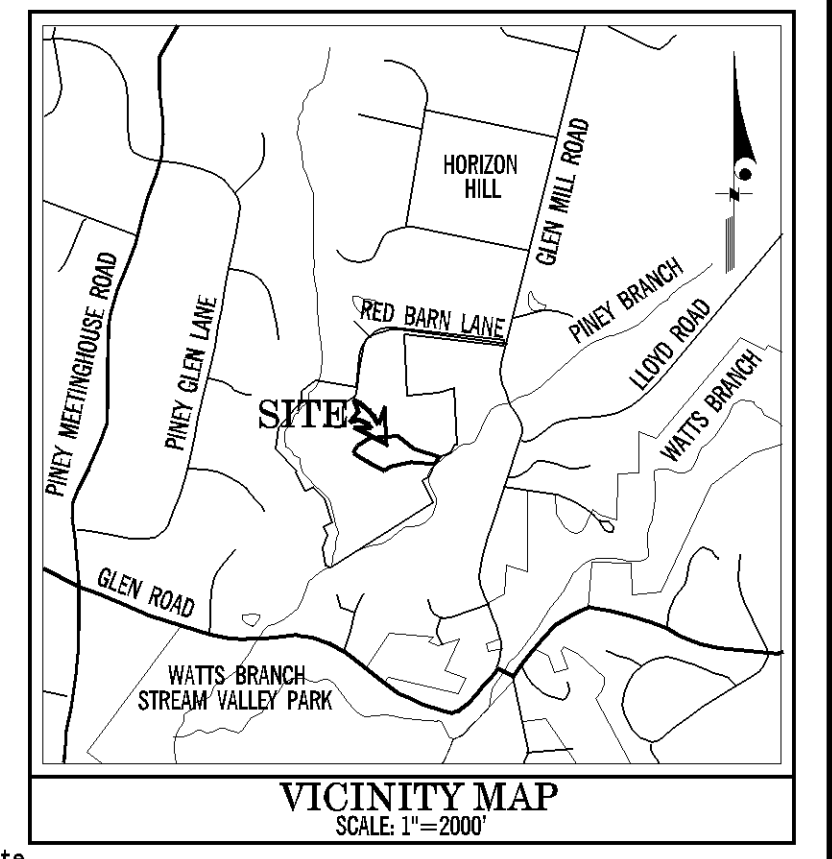 HORIZON
HILL
GLEN MILL ROAD
PINEY BRANCH
LLOYD ROAD
WATTS BRANCH
RED BARN LANE
PINEY MEETINGHOUSE ROAD
PINEY GLEN LANE
SITE
GLEN ROAD
WATTS BRANCH
STREAM VALLEY PARK
VICINITY MAP
SCALE: 1"=2000'
te